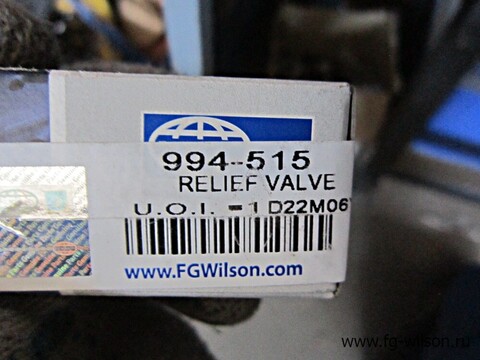 994-515
RELIEF VALVE
U.O.I. =1 D22M06
www.FGWilson.com
www.fg-wilson.ru